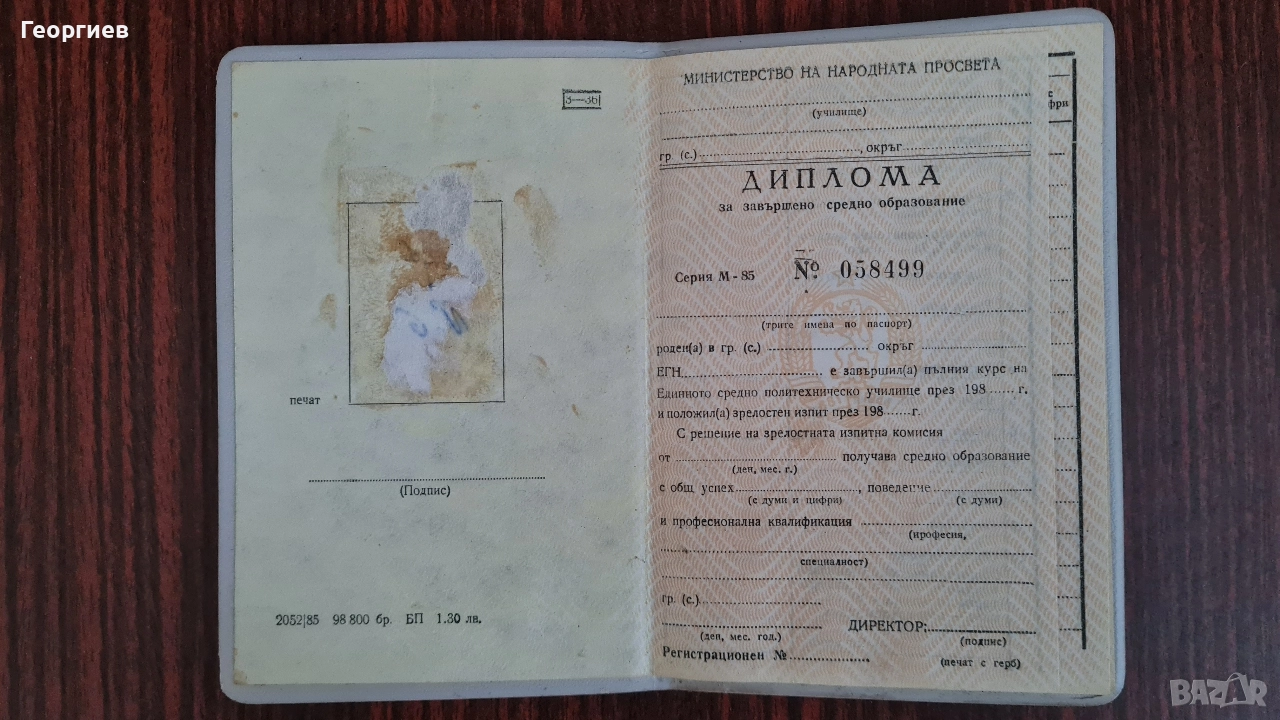 Георгиев
3—36
печат
(Подпис)
2052|85 98 800 бр. БП 1.30 лв.
МИНИСТЕРСТВО НА НАРОДНАТА ПРОСВЕТА
(училище)
гр (с.) , окръг
ДИПЛОМА
за завършено средно образование
Серия М - 85 № 058499
(трите имена по паспорт)
роден(а) в гр. (с.) окръг
ЕГН е завършил(а) пълния курс на
Единното средно политехническо училище през 198 г.
и положил(а) зрелостен изпит през 198 г.
С решение на зрелостната изпитна комисия
от получава средно образование
(ден, мес. г.)
с общ успех , поведение
(с думи и цифри) (с думи)
и професионална квалификация
(професия,
специалност)
гр. (с.)
ДИРЕКТОР:
(ден, мес. год.) (подпис)
Регистрационен № (печат с герб)
с
фри
BAZAR